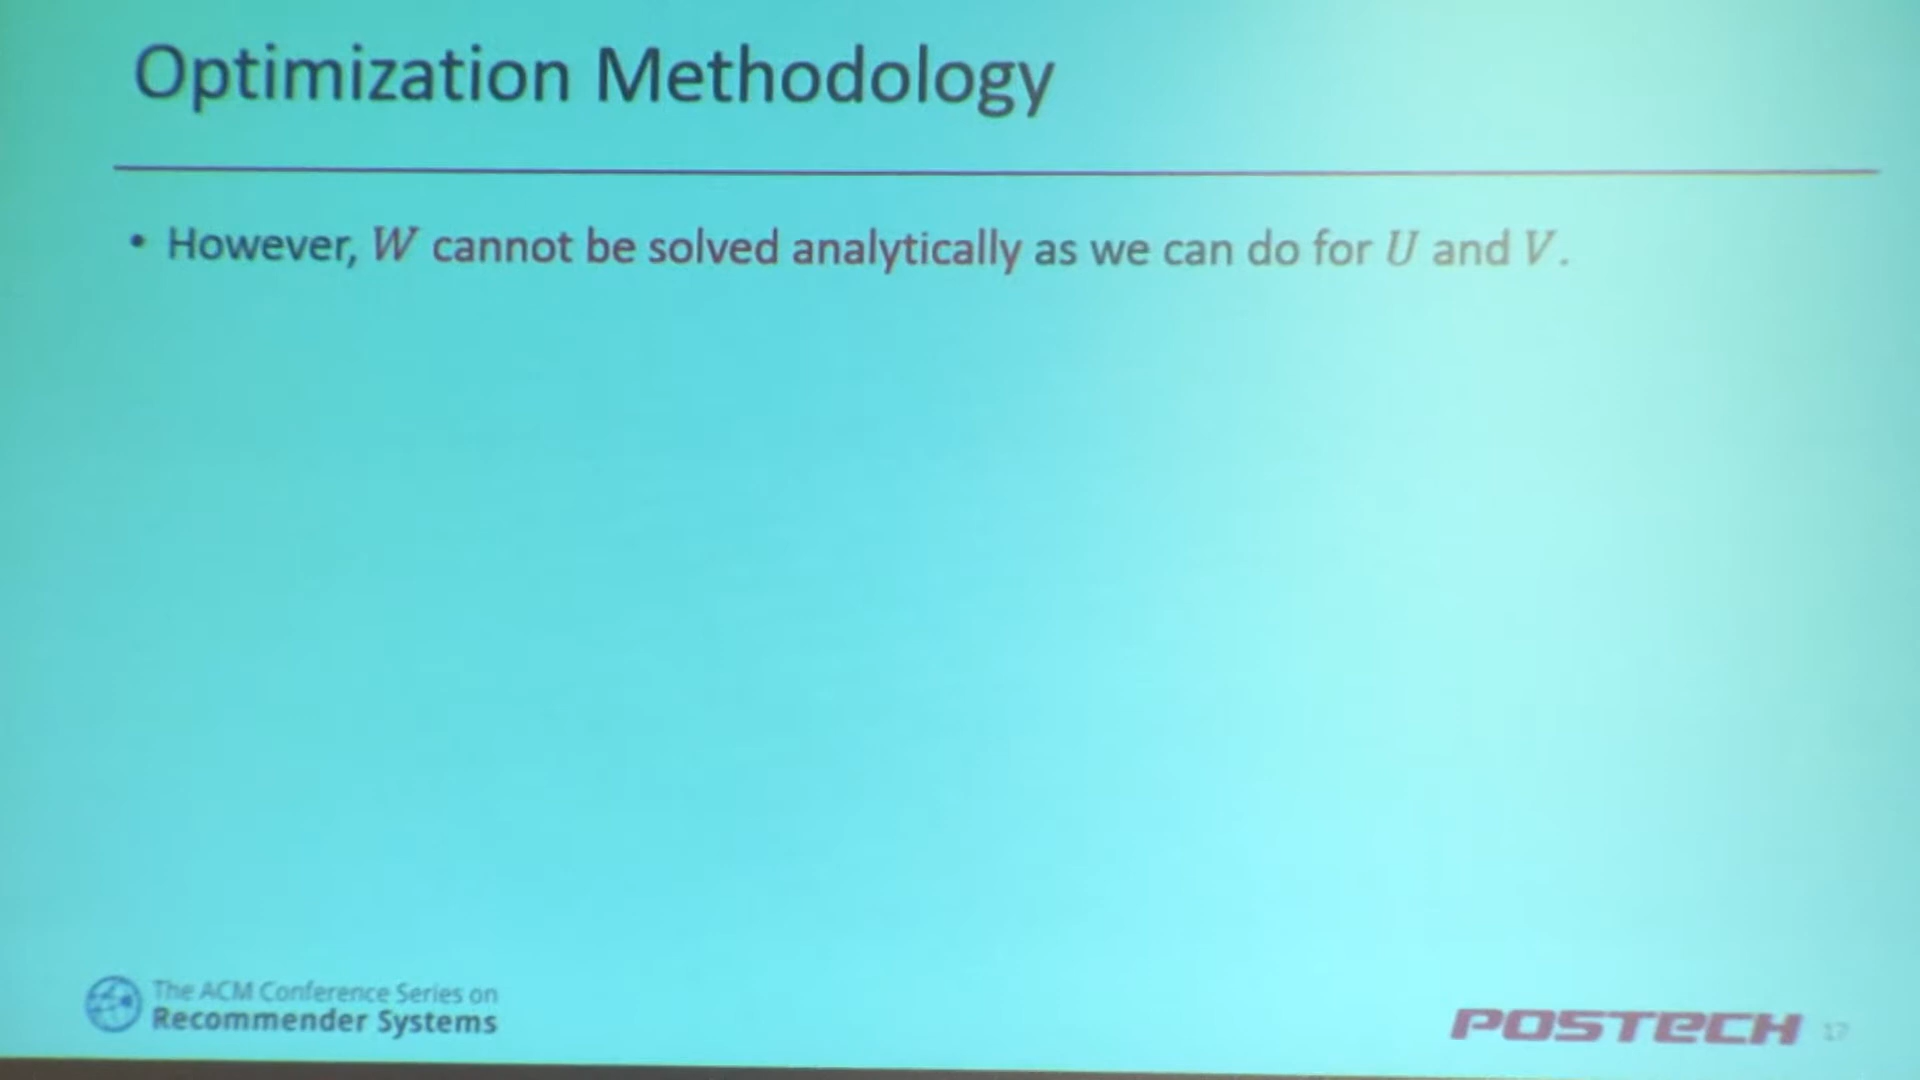 Optimization Methodology
• However, W cannot be solved analytically as we can do for U and V.
The ACM Conference Series on
Recommender Systems
POSTECH 17